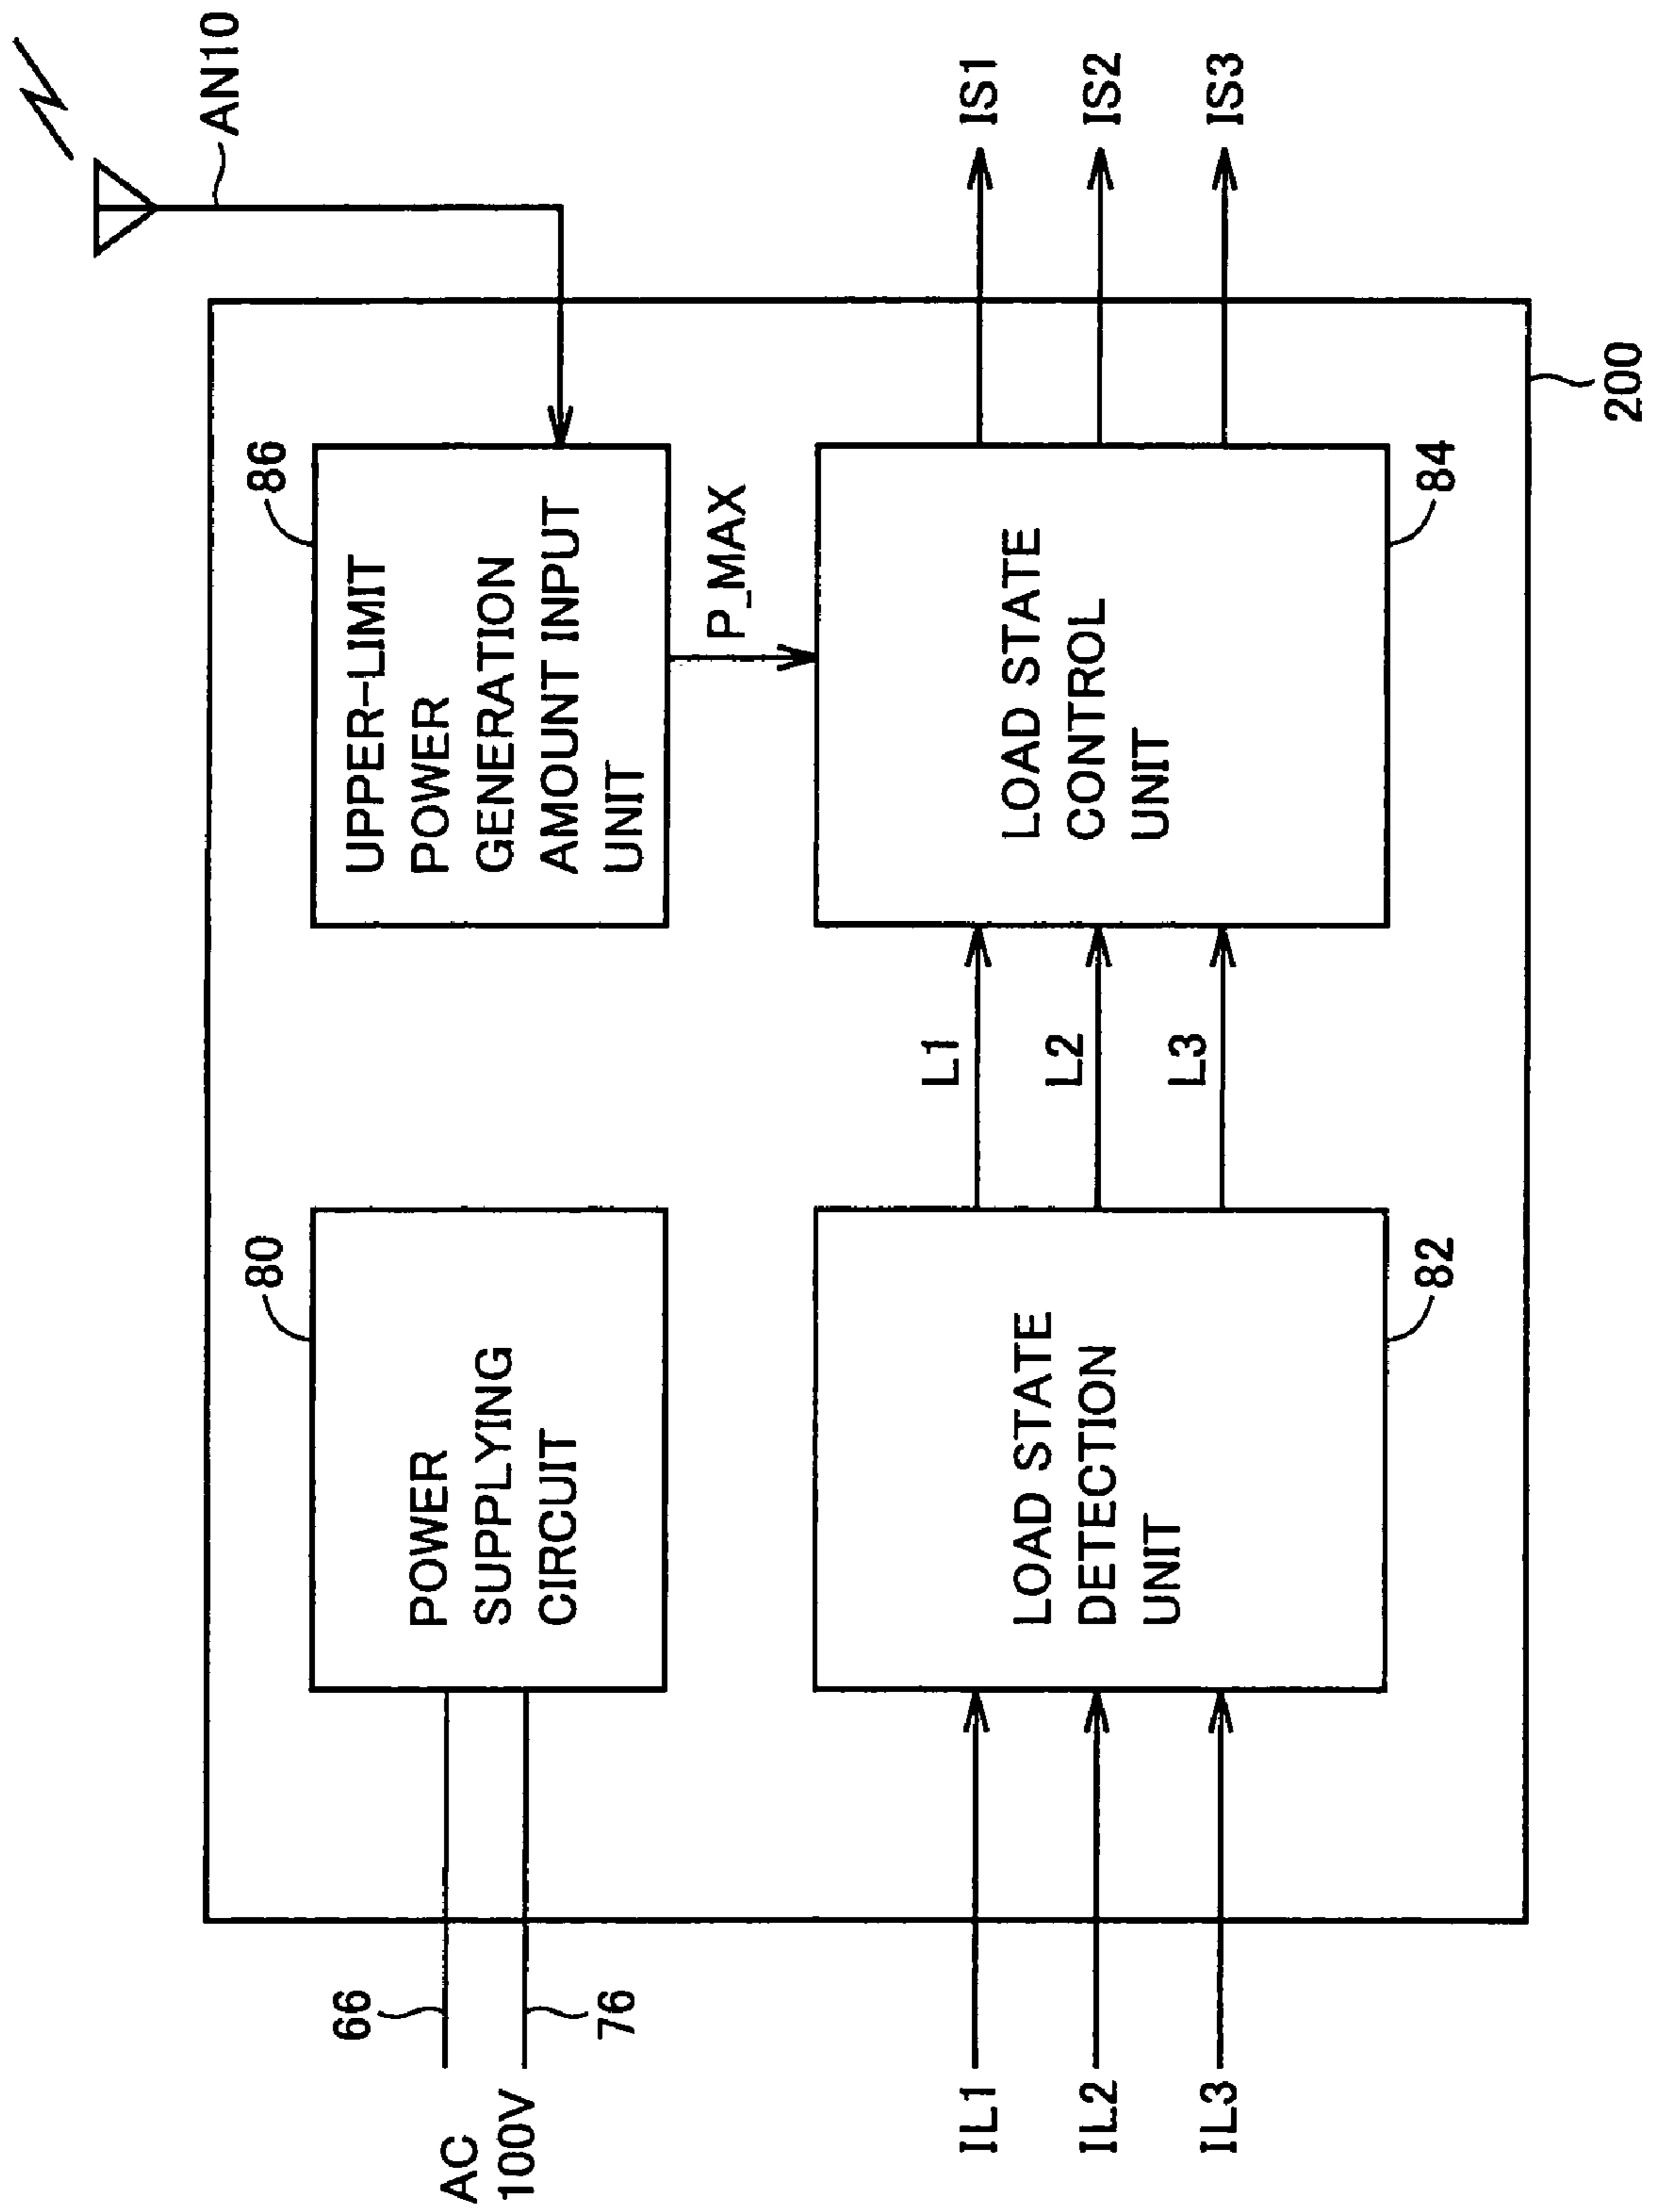 AN10
86
UPPER-LIMIT
POWER
GENERATION
AMOUNT INPUT
UNIT
80
POWER
SUPPLYING
CIRCUIT
66
AC
100V
76
P_MAX
IL1
IL2
IL3
LOAD STATE
DETECTION
UNIT
82
L1
L2
L3
LOAD STATE
CONTROL
UNIT
84
IS1
IS2
IS3
200